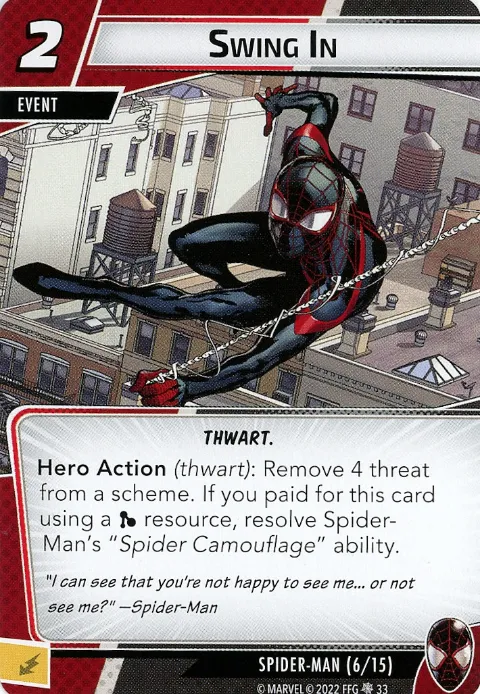 2
SWING IN
EVENT
THWART.
Hero Action (thwart): Remove 4 threat
from a scheme. If you paid for this card
using a resource, resolve Spider-
Man's "Spider Camouflage" ability.
"I can see that you're not happy to see me... or not
see me?" —Spider-Man
SPIDER-MAN (6/15)
© MARVEL © 2022 FFG 33